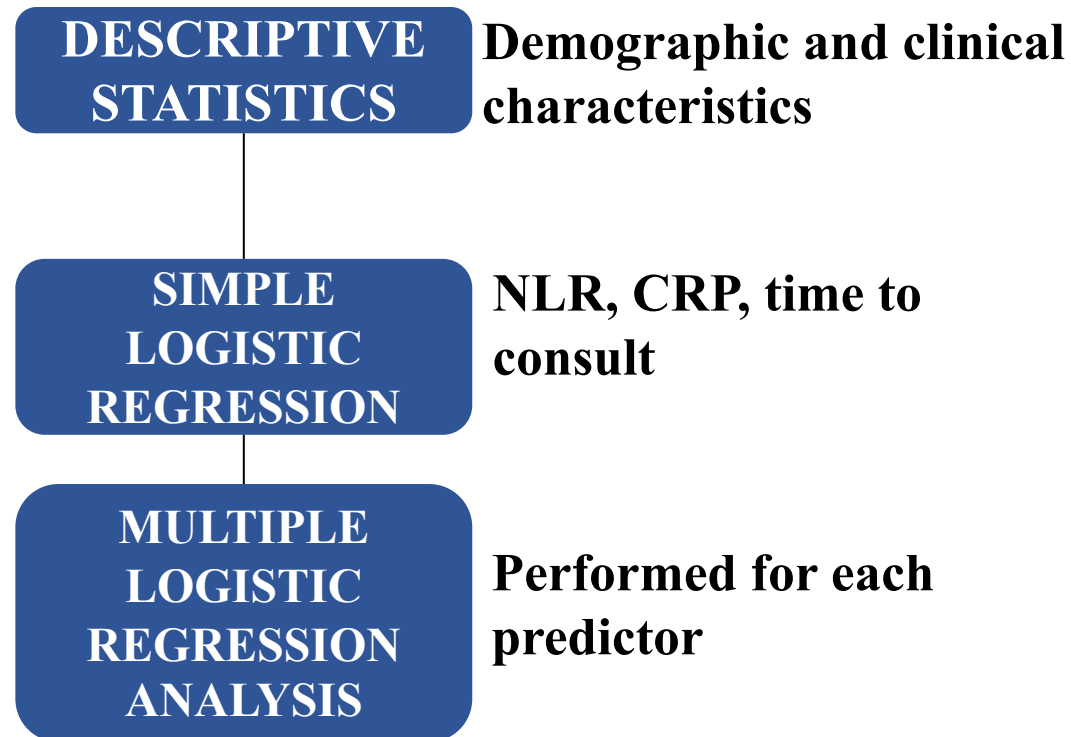 DESCRIPTIVE
STATISTICS
Demographic and clinical
characteristics
SIMPLE
LOGISTIC
REGRESSION
NLR, CRP, time to
consult
MULTIPLE
LOGISTIC
REGRESSION
ANALYSIS
Performed for each
predictor